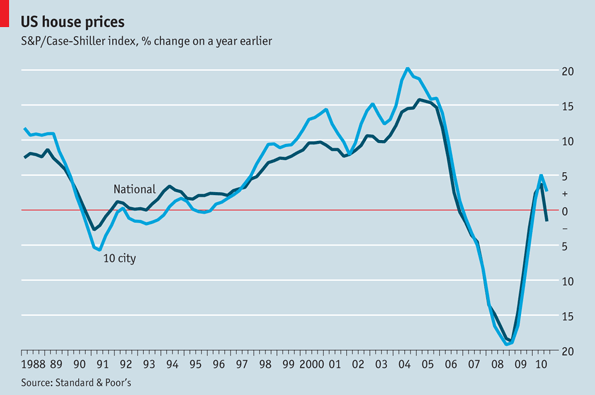 US house prices
S&P/Case-Shiller index, % change on a year earlier
20
15
10
5
+
0
–
5
10
15
20
National
10 city
1988 89 90 91 92 93 94 95 96 97 98 99 2000 01 02 03 04 05 06 07 08 09 10
Source: Standard & Poor's